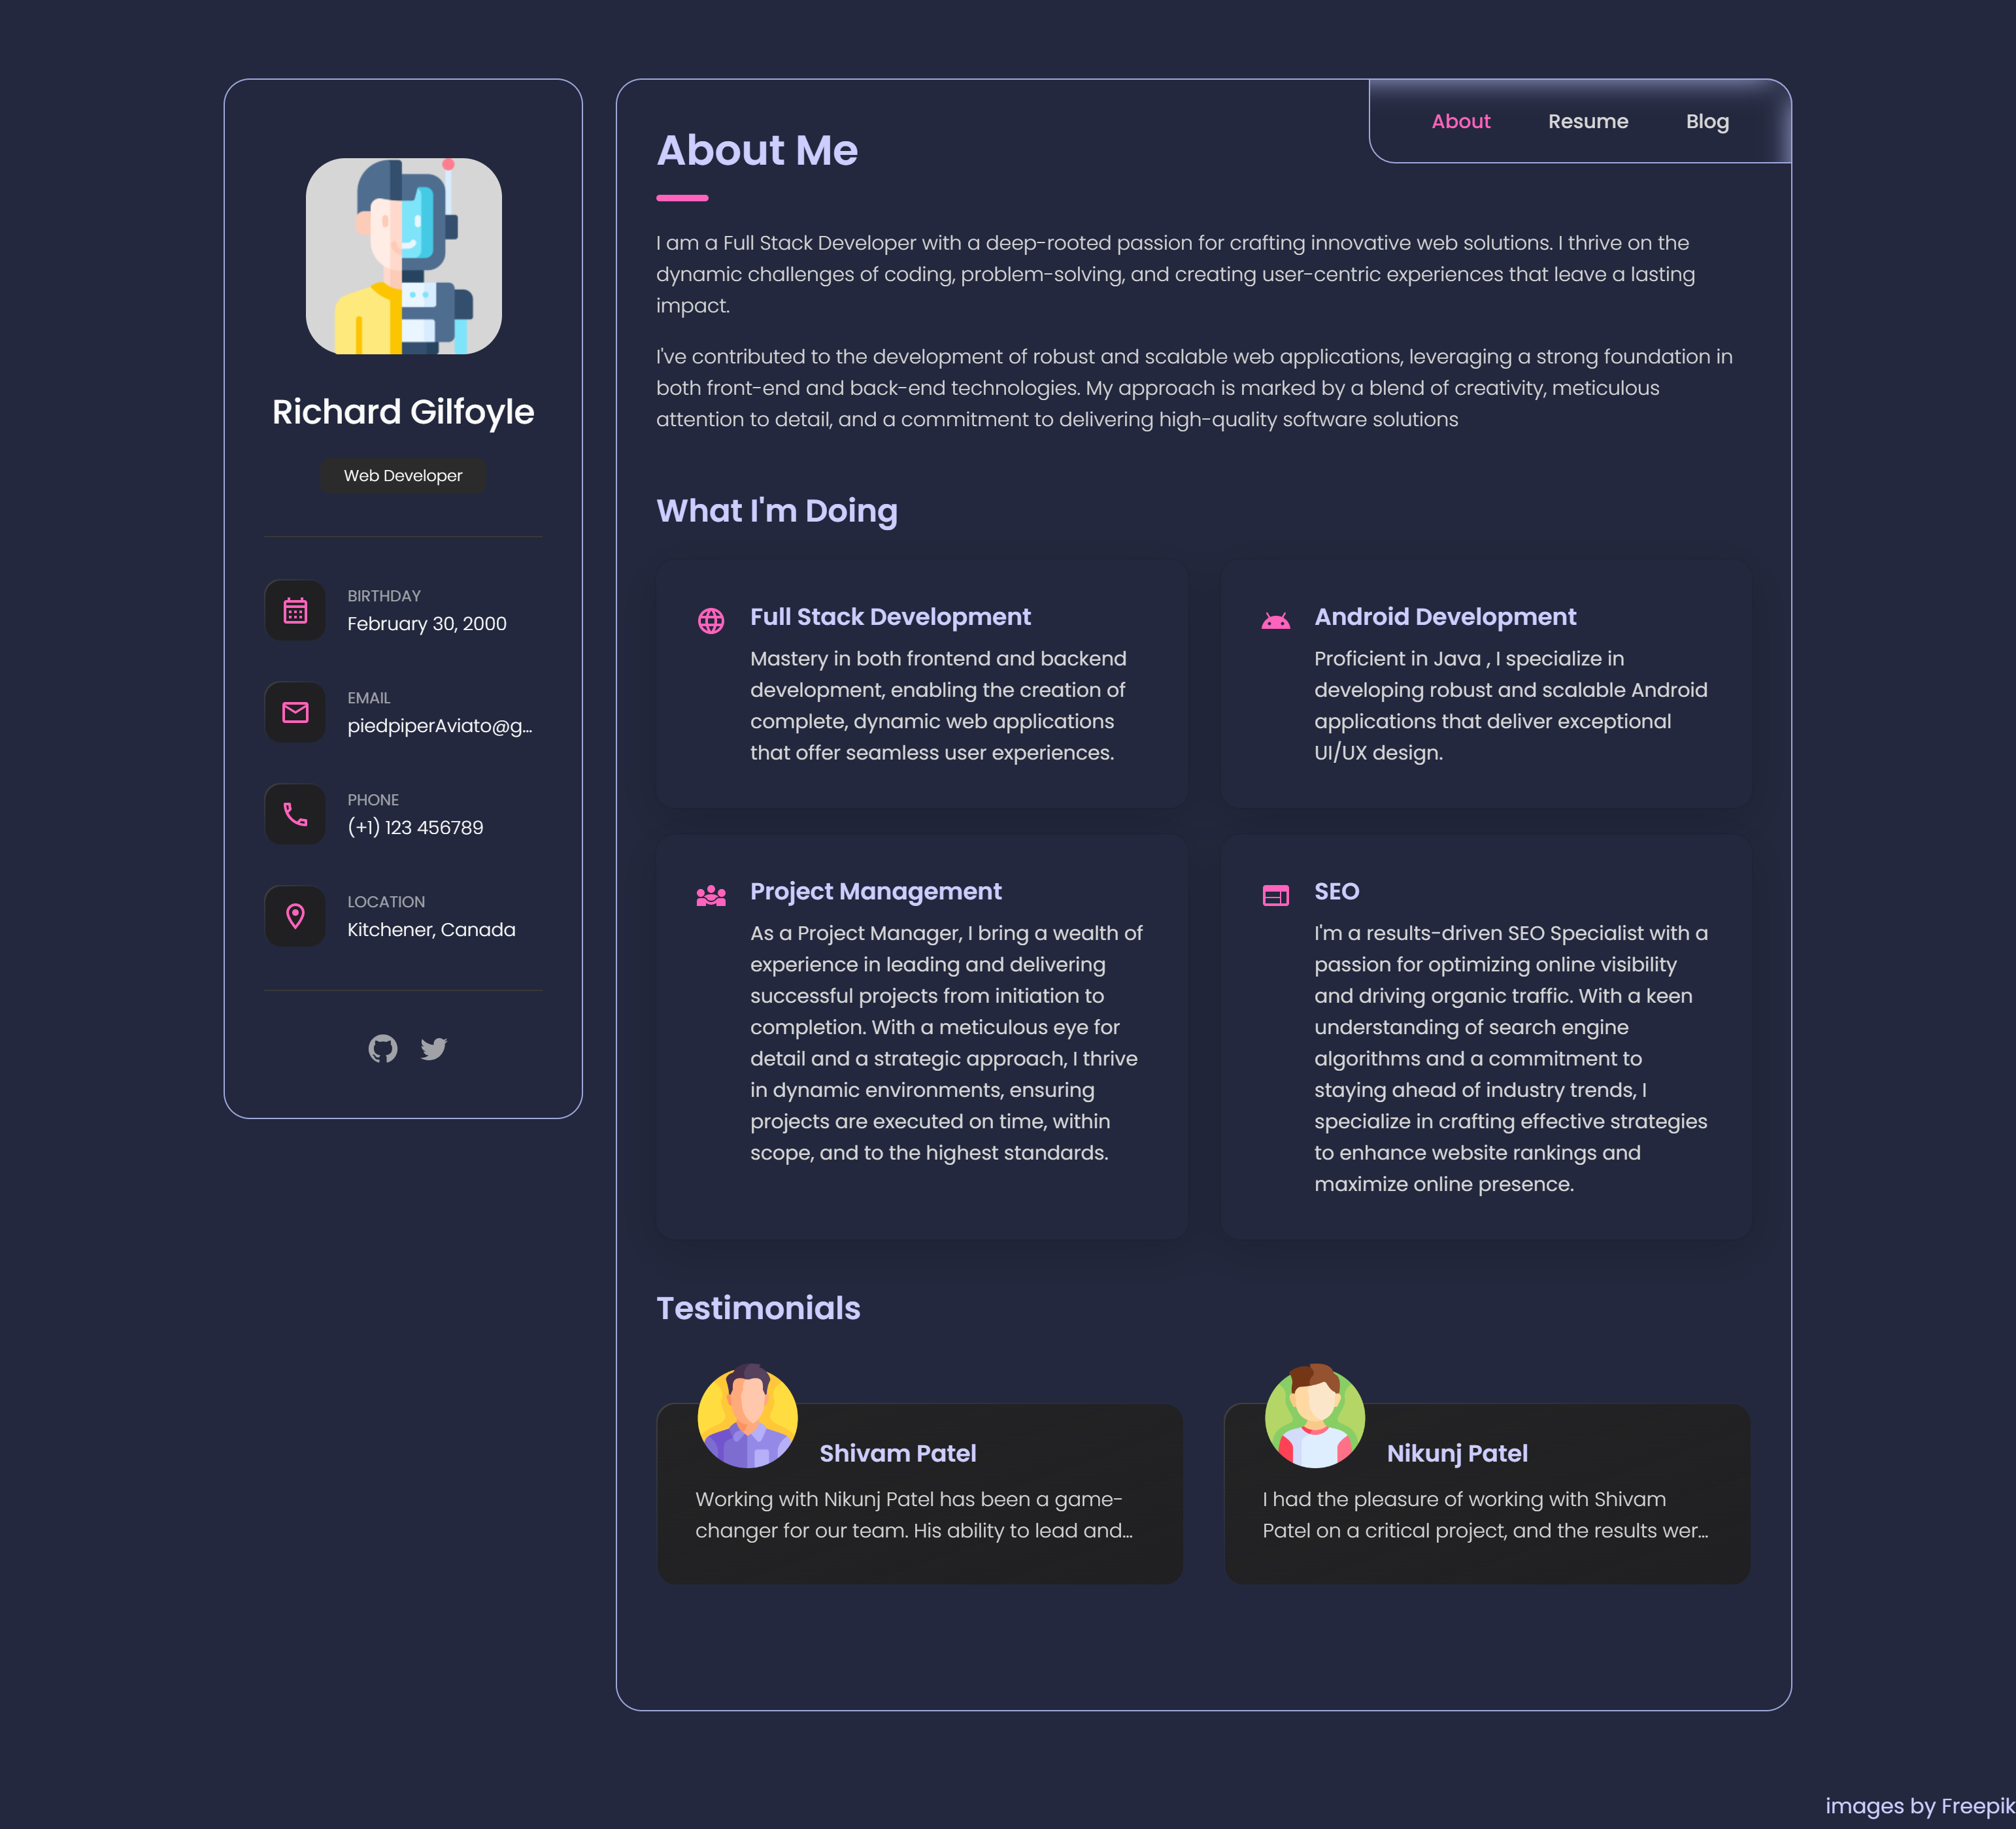 Richard Gilfoyle
Web Developer
BIRTHDAY
February 30, 2000
EMAIL
piedpiperAviato@g...
PHONE
(+1) 123 456789
LOCATION
Kitchener, Canada
About Resume Blog
About Me
I am a Full Stack Developer with a deep-rooted passion for crafting innovative web solutions. I thrive on the
dynamic challenges of coding, problem-solving, and creating user-centric experiences that leave a lasting
impact.
I've contributed to the development of robust and scalable web applications, leveraging a strong foundation in
both front-end and back-end technologies. My approach is marked by a blend of creativity, meticulous
attention to detail, and a commitment to delivering high-quality software solutions
What I'm Doing
Full Stack Development
Mastery in both frontend and backend
development, enabling the creation of
complete, dynamic web applications
that offer seamless user experiences.
Android Development
Proficient in Java , I specialize in
developing robust and scalable Android
applications that deliver exceptional
UI/UX design.
Project Management
As a Project Manager, I bring a wealth of
experience in leading and delivering
successful projects from initiation to
completion. With a meticulous eye for
detail and a strategic approach, I thrive
in dynamic environments, ensuring
projects are executed on time, within
scope, and to the highest standards.
SEO
I'm a results-driven SEO Specialist with a
passion for optimizing online visibility
and driving organic traffic. With a keen
understanding of search engine
algorithms and a commitment to
staying ahead of industry trends, I
specialize in crafting effective strategies
to enhance website rankings and
maximize online presence.
Testimonials
Shivam Patel
Working with Nikunj Patel has been a game-
changer for our team. His ability to lead and...
Nikunj Patel
I had the pleasure of working with Shivam
Patel on a critical project, and the results wer...
images by Freepik